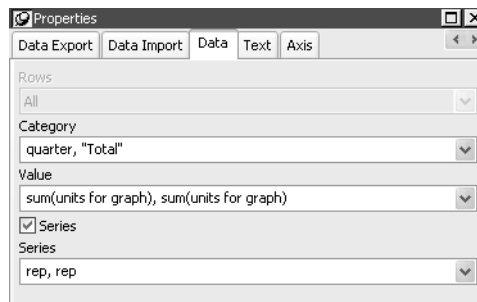 Properties
Data Export Data Import Data Text Axis
Rows
All
Category
quarter, "Total"
Value
sum(units for graph), sum(units for graph)
Series
Series
rep, rep